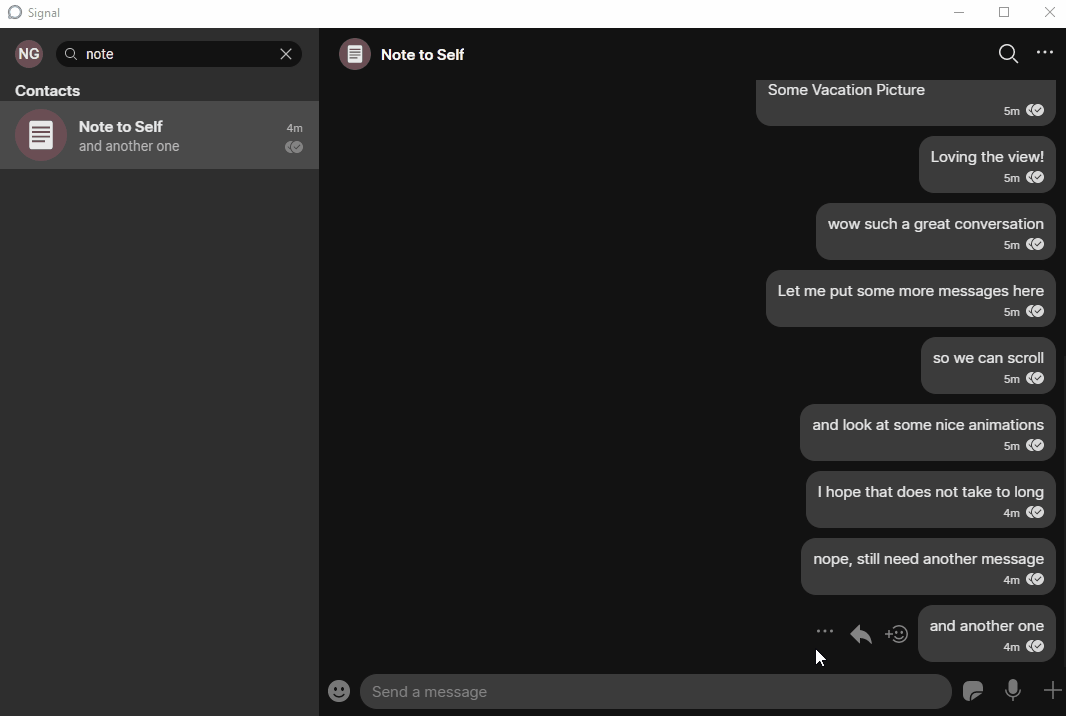 Signal
NG
note
Contacts
Note to Self
4m
and another one
Note to Self
Some Vacation Picture
5m
Loving the view!
5m
wow such a great conversation
5m
Let me put some more messages here
5m
so we can scroll
5m
and look at some nice animations
5m
I hope that does not take to long
4m
nope, still need another message
4m
and another one
4m
Send a message